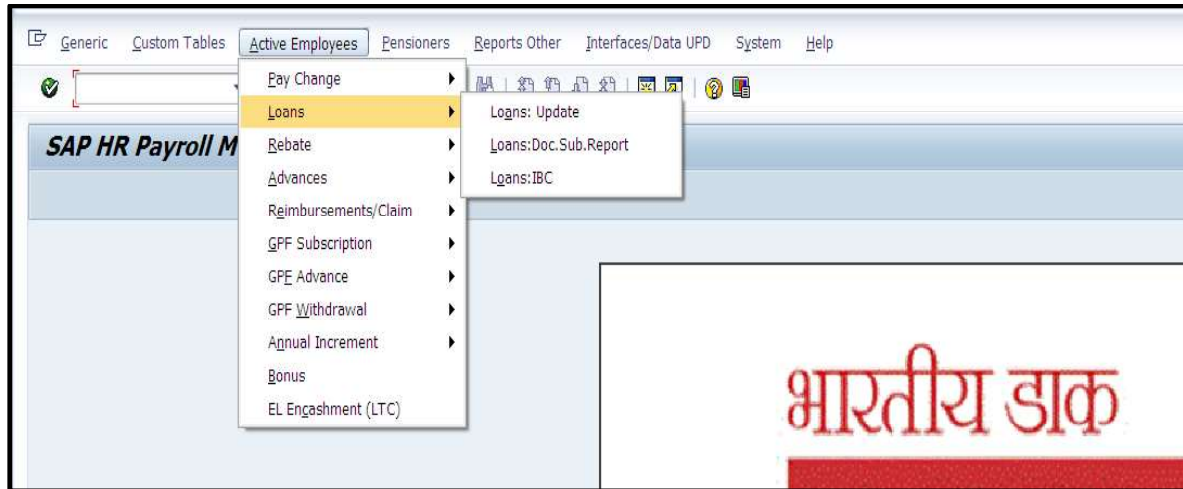 Generic Custom Tables Active Employees Pensioners Reports Other Interfaces/Data UPD System Help
SAP HR Payroll M
Pay Change
Loans
Rebate
Advances
Reimbursements/Claim
GPF Subscription
GPF Advance
GPF Withdrawal
Annual Increment
Bonus
EL Encashment (LTC)
Loans: Update
Loans:Doc.Sub.Report
Loans:IBC
भारतीय डाक